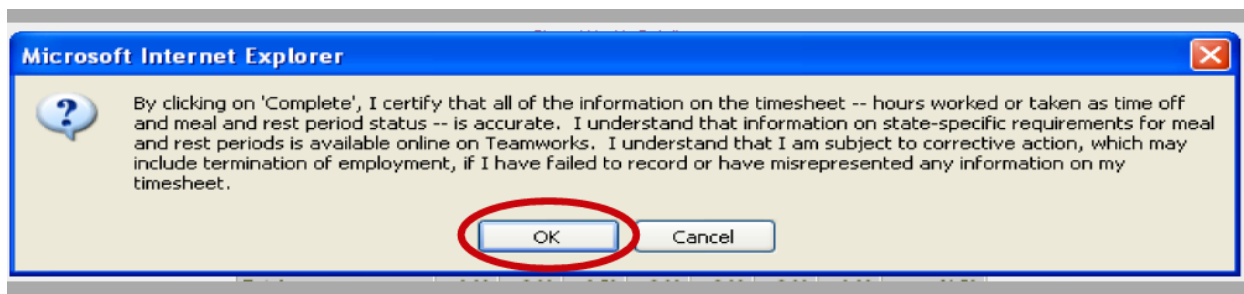 Microsoft Internet Explorer
By clicking on 'Complete', I certify that all of the information on the timesheet -- hours worked or taken as time off
and meal and rest period status -- is accurate.  I understand that information on state-specific requirements for meal
and rest periods is available online on Teamworks.  I understand that I am subject to corrective action, which may
include termination of employment, if I have failed to record or have misrepresented any information on my
timesheet.
OK
Cancel